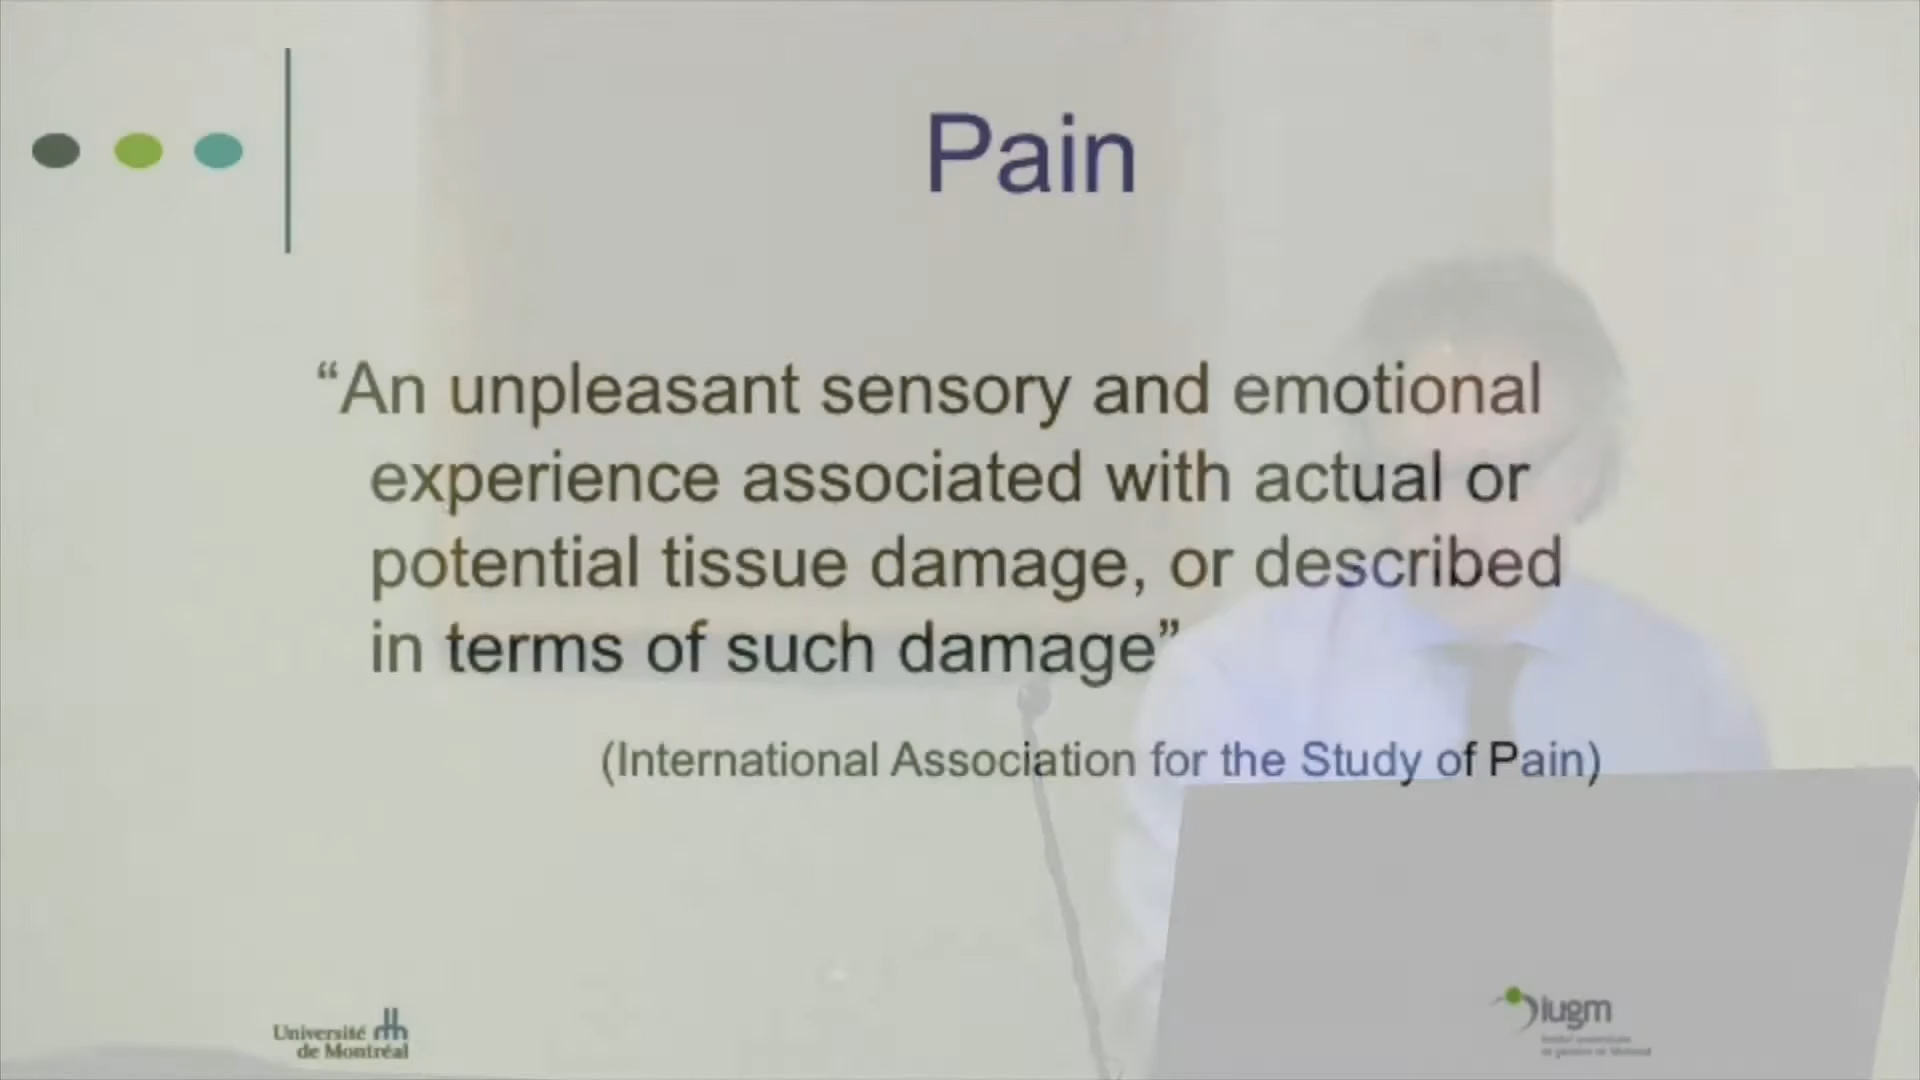 Pain
“An unpleasant sensory and emotional
experience associated with actual or
potential tissue damage, or described
in terms of such damage”
(International Association for the Study of Pain)
Université
de Montréal
iugm